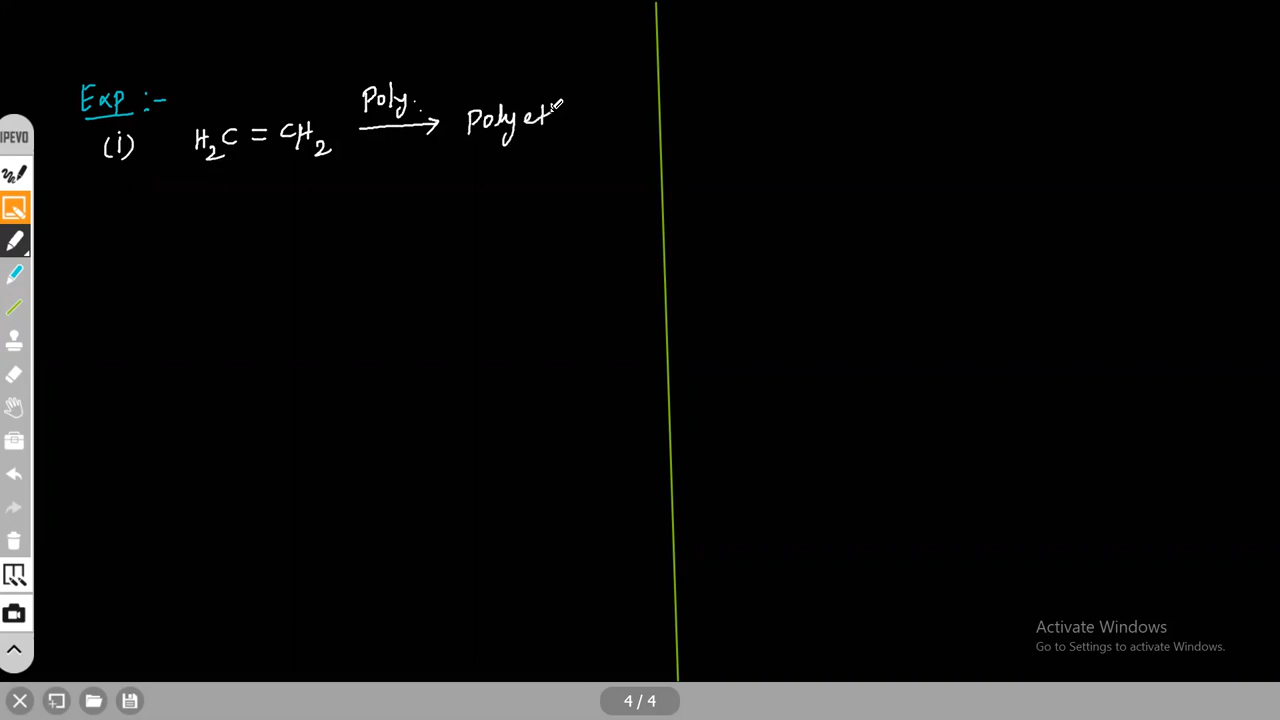 Exp :-
(i) H₂C = CH₂ Poly. → Polyet
IPEVO
Activate Windows
Go to Settings to activate Windows.
4 / 4